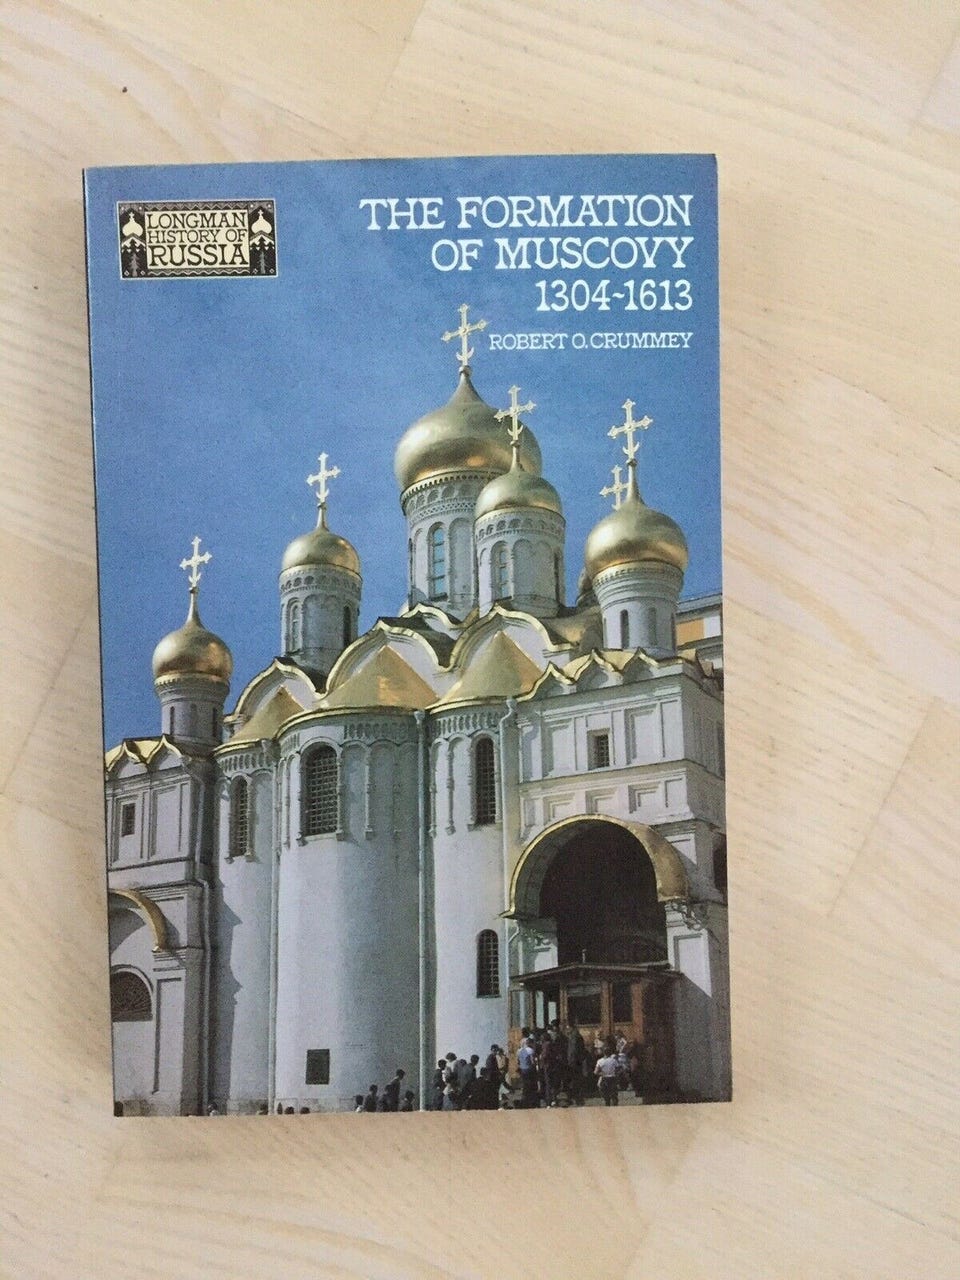 LONGMAN
HISTORY OF
RUSSIA
THE FORMATION
OF MUSCOVY
1304~1613
ROBERT O. CRUMMEY